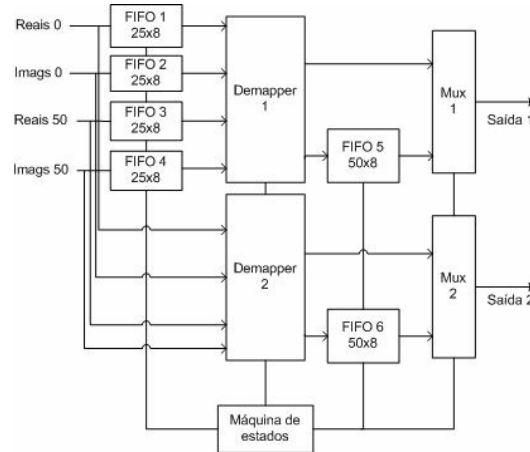 Reais 0
FIFO 1
25x8
Imags 0
FIFO 2
25x8
Reais 50
FIFO 3
25x8
Imags 50
FIFO 4
25x8
Demapper
1
FIFO 5
50x8
Mux
1
Saída 1
Demapper
2
FIFO 6
50x8
Mux
2
Saída 2
Máquina de
estados